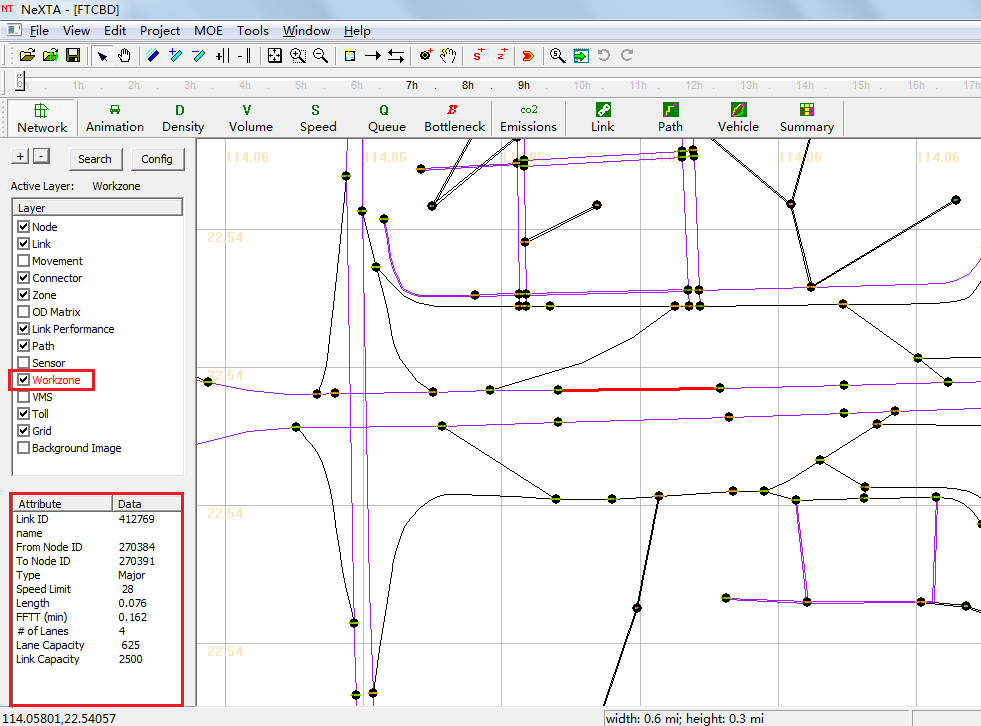 NT NeXTA - [FTCBD]
File View Edit Project MOE Tools Window Help
1h 2h 3h 4h 5h 6h 7h 8h 9h 10h 11h 12h 13h 14h 15h 16h 17h
Network Animation Density Volume Speed Queue Bottleneck Emissions Link Path Vehicle Summary
D V S Q B co2
+ - Search Config
Active Layer: Workzone
Layer
Node
Link
Movement
Connector
Zone
OD Matrix
Link Performance
Path
Sensor
Workzone
VMS
Toll
Grid
Background Image
Attribute Data
Link ID 412769
name
From Node ID 270384
To Node ID 270391
Type Major
Speed Limit 28
Length 0.076
FFTT (min) 0.162
# of Lanes 4
Lane Capacity 625
Link Capacity 2500
114.06 114.06 114.06 114.06 114.06 114.06
22.54
22.54
22.54
22.54
114.05801,22.54057
width: 0.6 mi; height: 0.3 mi